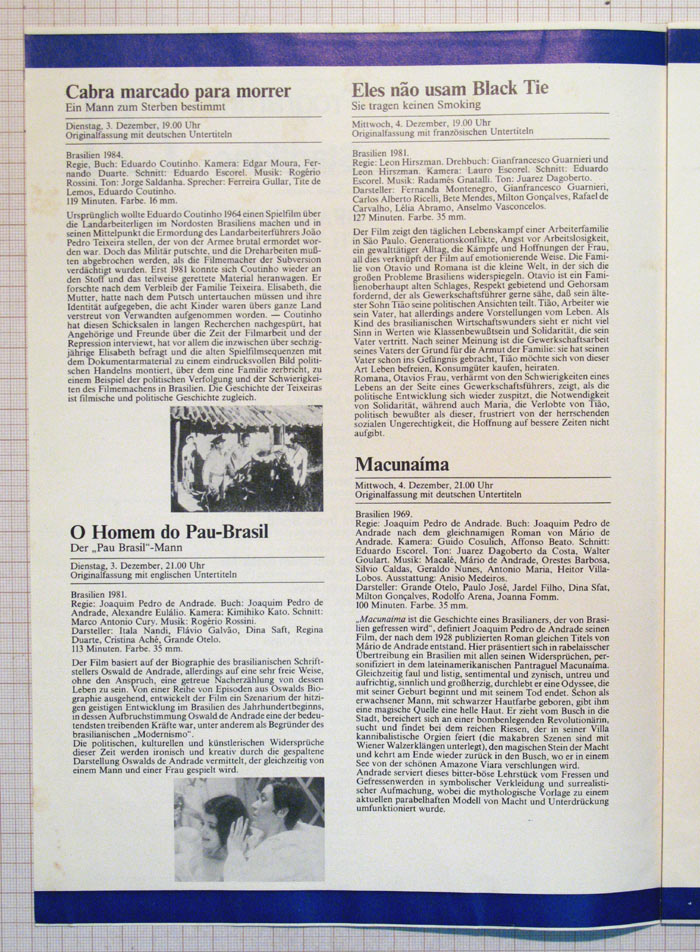 Cabra marcado para morrer
Ein Mann zum Sterben bestimmt
Dienstag, 3. Dezember, 19.00 Uhr
Originalfassung mit deutschen Untertiteln
Brasilien 1984.
Regie, Buch: Eduardo Coutinho. Kamera: Edgar Moura, Fer-
nando Duarte. Schnitt: Eduardo Escorel. Musik: Rogério
Rossini. Ton: Jorge Saldanha. Sprecher: Ferreira Gullar, Tite de
Lemos, Eduardo Coutinho.
119 Minuten. Farbe. 16 mm.
Ursprünglich wollte Eduardo Coutinho 1964 einen Spielfilm über
die Landarbeiterligen im Nordosten Brasiliens machen und in
seinen Mittelpunkt die Ermordung des Landarbeiterführers João
Pedro Teixeira stellen, der von der Armee brutal ermordet wor-
den war. Doch das Militär putschte, und die Dreharbeiten muß-
ten abgebrochen werden, als die Filmemacher der Subversion
verdächtigt wurden. Erst 1981 konnte sich Coutinho wieder an
den Stoff und das teilweise gerettete Material heranwagen. Er
forschte nach dem Verbleib der Familie Teixeira. Elisabeth, die
Mutter, hatte nach dem Putsch untertauchen müssen und ihre
Identität aufgegeben, die acht Kinder waren übers ganze Land
verstreut von Verwandten aufgenommen worden. — Coutinho
hat diesen Schicksalen in langen Recherchen nachgespürt, hat
Angehörige und Freunde über die Zeit der Filmarbeit und der
Repression interviewt, hat vor allem die inzwischen über sechzig-
jährige Elisabeth befragt und die alten Spielfilmsequenzen mit
dem Dokumentarmaterial zu einem eindrucksvollen Bild politi-
schen Handelns montiert, über dem eine Familie zerbricht, zu
einem Beispiel der politischen Verfolgung und der Schwierigkei-
ten des Filmemachens in Brasilien. Die Geschichte der Teixeiras
ist filmische und politische Geschichte zugleich.
O Homem do Pau-Brasil
Der „Pau Brasil“-Mann
Dienstag, 3. Dezember, 21.00 Uhr
Originalfassung mit englischen Untertiteln
Brasilien 1981.
Regie: Joaquim Pedro de Andrade. Buch: Joaquim Pedro de
Andrade, Alexandre Eulálio. Kamera: Kimihiko Kato. Schnitt:
Marco Antonio Cury. Musik: Rogério Rossini.
Darsteller: Itala Nandi, Flávio Galvão, Dina Saft, Regina
Duarte, Cristina Aché, Grande Otelo.
113 Minuten. Farbe. 35 mm.
Der Film basiert auf der Biographie des brasilianischen Schrift-
stellers Oswald de Andrade, allerdings auf eine sehr freie Weise,
ohne den Anspruch, eine getreue Nacherzählung von dessen
Leben zu sein. Von einer Reihe von Episoden aus Oswalds Bio-
graphie ausgehend, entwickelt der Film ein Szenarium der hitzi-
gen geistigen Entwicklung im Brasilien des Jahrhundertbeginns,
in dessen Aufbruchstimmung Oswald de Andrade eine der bedeu-
tendsten treibenden Kräfte war, unter anderem als Begründer des
brasilianischen „Modernismo“.
Die politischen, kulturellen und künstlerischen Widersprüche
dieser Zeit werden ironisch und kreativ durch die gespaltene
Darstellung Oswalds de Andrade vermittelt, der gleichzeitig von
einem Mann und einer Frau gespielt wird.
Eles não usam Black Tie
Sie tragen keinen Smoking
Mittwoch, 4. Dezember, 19.00 Uhr
Originalfassung mit französischen Untertiteln
Brasilien 1981.
Regie: Leon Hirszman. Drehbuch: Gianfrancesco Guarnieri und
Leon Hirszman. Kamera: Lauro Escorel. Schnitt: Eduardo
Escorel. Musik: Radamés Gnatalli. Ton: Juarez Dagoberto.
Darsteller: Fernanda Montenegro, Gianfrancesco Guarnieri,
Carlos Alberto Ricelli, Bete Mendes, Milton Gonçalves, Rafael de
Carvalho, Lélia Abramo, Anselmo Vasconcelos.
127 Minuten. Farbe. 35 mm.
Der Film zeigt den täglichen Lebenskampf einer Arbeiterfamilie
in São Paulo. Generationskonflikte, Angst vor Arbeitslosigkeit,
ein gewalttätiger Alltag, die Kämpfe und Hoffnungen der Frau,
all dies verknüpft der Film auf emotionierende Weise. Die Fami-
lie von Otavio und Romana ist die kleine Welt, in der sich die
großen Probleme Brasiliens widerspiegeln. Otavio ist ein Fami-
lienoberhaupt alten Schlages, Respekt gebietend und Gehorsam
fordernd, der als Gewerkschaftsführer gerne sähe, daß sein älte-
ster Sohn Tião seine politischen Ansichten teilt. Tião, Arbeiter wie
sein Vater, hat allerdings andere Vorstellungen vom Leben. Als
Kind des brasilianischen Wirtschaftswunders sieht er nicht viel
Sinn in Werten wie Klassenbewußtsein und Solidarität, die sein
Vater vertritt. Nach seiner Meinung ist die Gewerkschaftsarbeit
seines Vaters der Grund für die Armut der Familie: sie hat seinen
Vater schon ins Gefängnis gebracht, Tião möchte sich von dieser
Art Leben befreien, Konsumgüter kaufen, heiraten.
Romana, Otavios Frau, verhärmt von den Schwierigkeiten eines
Lebens an der Seite eines Gewerkschaftsführers, zeigt, als die
politische Entwicklung sich wieder zuspitzt, die Notwendigkeit
von Solidarität, während auch Maria, die Verlobte von Tião,
politisch bewußter als dieser, frustriert von der herrschenden
sozialen Ungerechtigkeit, die Hoffnung auf bessere Zeiten nicht
aufgibt.
Macunaíma
Mittwoch, 4. Dezember, 21.00 Uhr
Originalfassung mit deutschen Untertiteln
Brasilien 1969.
Regie: Joaquim Pedro de Andrade. Buch: Joaquim Pedro de
Andrade nach dem gleichnamigen Roman von Mário de
Andrade. Kamera: Guido Cosulich, Affonso Beato. Schnitt:
Eduardo Escorel. Ton: Juarez Dagoberto da Costa, Walter
Goulart. Musik: Macalé, Mário de Andrade, Orestes Barbosa,
Silvio Caldas, Geraldo Nunes, Antonio Maria, Heitor Villa-
Lobos. Ausstattung: Anisio Medeiros.
Darsteller: Grande Otelo, Paulo José, Jardel Filho, Dina Sfat,
Milton Gonçalves, Rodolfo Arena, Joanna Fomm.
100 Minuten. Farbe. 35 mm.
„Macunaíma ist die Geschichte eines Brasilianers, der von Brasi-
lien gefressen wird“, definiert Joaquim Pedro de Andrade seinen
Film, der nach dem 1928 publizierten Roman gleichen Titels von
Mário de Andrade entstand. Hier präsentiert sich in rabelaisscher
Übertreibung ein Brasilien mit allen seinen Widersprüchen, per-
sonifiziert in dem lateinamerikanischen Pantraguel Macunaíma.
Gleichzeitig faul und listig, sentimental und zynisch, untreu und
aufrichtig, sinnlich und großherzig, durchlebt er eine Odyssee, die
mit seiner Geburt beginnt und mit seinem Tod endet. Schon als
erwachsener Mann, mit schwarzer Hautfarbe geboren, gibt ihm
eine magische Quelle eine helle Haut. Er zieht vom Busch in die
Stadt, bereichert sich an einer bombenlegenden Revolutionärin,
sucht und findet bei dem reichen Riesen, der in seiner Villa
kannibalistische Orgien feiert (die makabren Szenen sind mit
Wiener Walzerklängen unterlegt), den magischen Stein der Macht
und kehrt am Ende wieder zurück in den Busch, wo er in einem
See von der schönen Amazone Viara verschlungen wird.
Andrade serviert dieses bitter-böse Lehrstück vom Fressen und
Gefressenwerden in symbolischer Verkleidung und surrealisti-
scher Aufmachung, wobei die mythologische Vorlage zu einem
aktuellen parabelhaften Modell von Macht und Unterdrückung
umfunktioniert wurde.